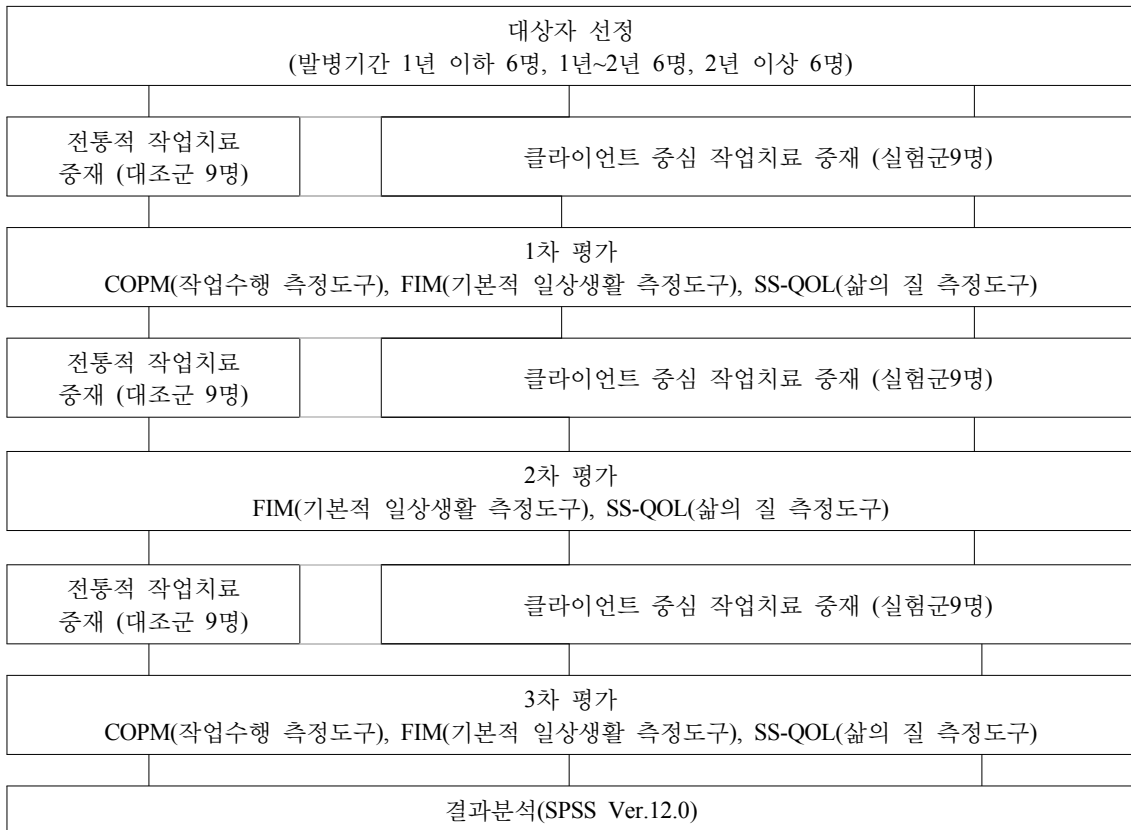 대상자 선정
(발병기간 1년 이하 6명, 1년~2년 6명, 2년 이상 6명)
전통적 작업치료
중재 (대조군 9명)
클라이언트 중심 작업치료 중재 (실험군9명)
1차 평가
COPM(작업수행 측정도구), FIM(기본적 일상생활 측정도구), SS-QOL(삶의 질 측정도구)
전통적 작업치료
중재 (대조군 9명)
클라이언트 중심 작업치료 중재 (실험군9명)
2차 평가
FIM(기본적 일상생활 측정도구), SS-QOL(삶의 질 측정도구)
전통적 작업치료
중재 (대조군 9명)
클라이언트 중심 작업치료 중재 (실험군9명)
3차 평가
COPM(작업수행 측정도구), FIM(기본적 일상생활 측정도구), SS-QOL(삶의 질 측정도구)
결과분석(SPSS Ver.12.0)